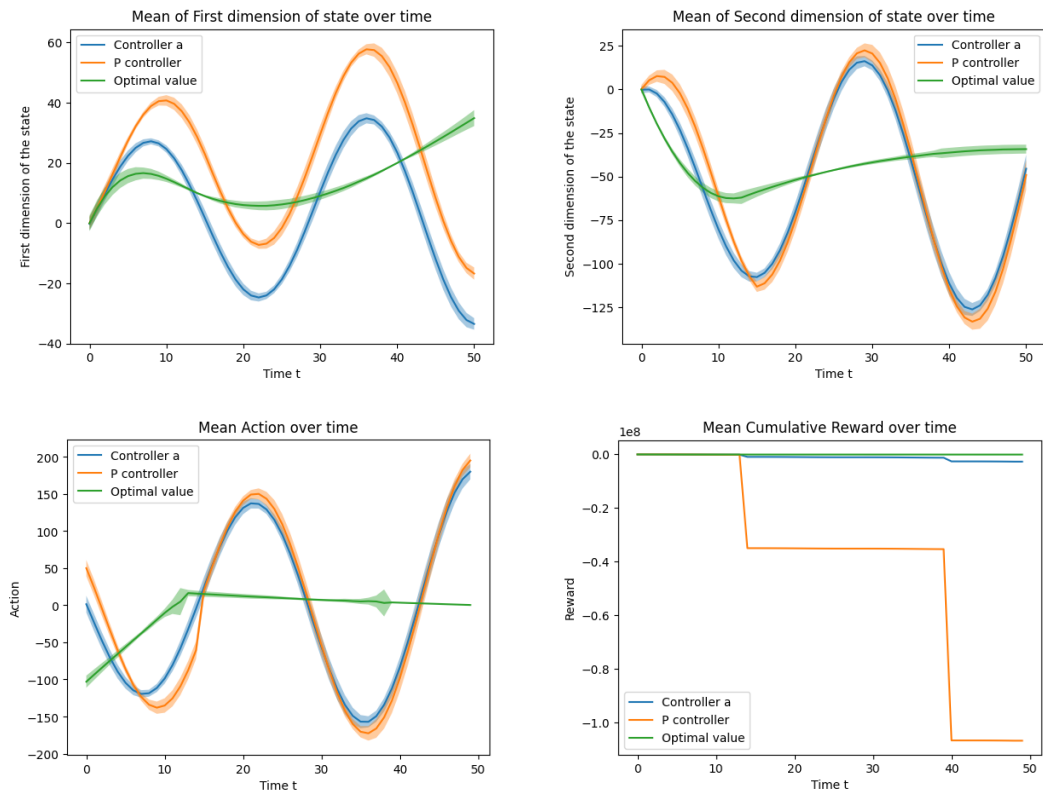 Mean of First dimension of state over time
First dimension of the state
60
40
20
0
−20
−40
Controller a
P controller
Optimal value
0 10 20 30 40 50
Time t
Mean of Second dimension of state over time
Second dimension of the state
25
0
−25
−50
−75
−100
−125
Controller a
P controller
Optimal value
0 10 20 30 40 50
Time t
Mean Action over time
Action
200
150
100
50
0
−50
−100
−150
−200
Controller a
P controller
Optimal value
0 10 20 30 40 50
Time t
Mean Cumulative Reward over time
1e8
Reward
0.0
−0.2
−0.4
−0.6
−0.8
−1.0
Controller a
P controller
Optimal value
0 10 20 30 40 50
Time t